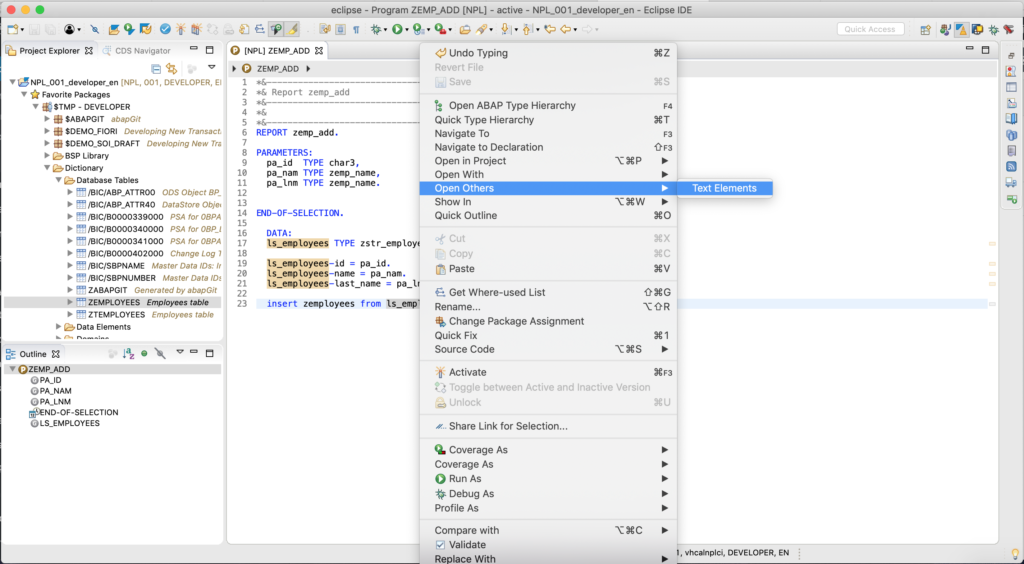 eclipse - Program ZEMP_ADD [NPL] - active - NPL_001_developer_en - Eclipse IDE
Quick Access
Project Explorer
CDS Navigator
NPL_001_developer_en [NPL, 001, DEVELOPER, E
Favorite Packages
$TMP - DEVELOPER
$ABAPGIT abapGit
$DEMO_FIORI Developing New Transac
$DEMO_SOI_DRAFT Developing New Tra
BSP Library
Dictionary
Database Tables
/BIC/ABP_ATTR00 ODS Object BP_
/BIC/ABP_ATTR40 DataStore Objec
/BIC/B0000339000 PSA for 0BPA
/BIC/B0000340000 PSA for 0BP_
/BIC/B0000341000 PSA for 0BPA
/BIC/B0000402000 Change Log T
/BIC/SBPNAME Master Data IDs: In
/BIC/SBPNUMBER Master Data IDs
ZABAPGIT Generated by abapGit
ZEMPLOYEES Employees table
ZTEMPLOYEES Employees table
Data Elements
Domains
Outline
ZEMP_ADD
PA_ID
PA_NAM
PA_LNM
END-OF-SELECTION
LS_EMPLOYEES
[NPL] ZEMP_ADD
ZEMP_ADD
1 *&---------------------------------
2 *& Report zemp_add
3 *&---------------------------------
4 *&
5 *&---------------------------------
6 REPORT zemp_add.
7
8 PARAMETERS:
9 pa_id TYPE char3,
10 pa_nam TYPE zemp_name,
11 pa_lnm TYPE zemp_name.
12
13
14 END-OF-SELECTION.
15
16 DATA:
17 ls_employees TYPE zstr_employe
18
19 ls_employees-id = pa_id.
20 ls_employees-name = pa_nam.
21 ls_employees-last_name = pa_ln
22
23 insert zemployees from ls_empl
Undo Typing ⌘Z
Revert File
Save ⌘S
Open ABAP Type Hierarchy F4
Quick Type Hierarchy ⌘T
Navigate To F3
Navigate to Declaration ⇧F3
Open in Project ⌥⌘P
Open With
Open Others
Text Elements
Show In ⌥⌘W
Quick Outline ⌘O
Cut ⌘X
Copy ⌘C
Paste ⌘V
Get Where-used List ⇧⌘G
Rename... ⌥⇧R
Change Package Assignment
Quick Fix ⌘1
Source Code ⌥⌘S
Activate ⌘F3
Toggle between Active and Inactive Version
Unlock ⌘U
Share Link for Selection...
Coverage As
Coverage As
Run As
Debug As
Profile As
Compare with ⌥⌘C
Validate
Replace With
1, vhcalnplci, DEVELOPER, EN